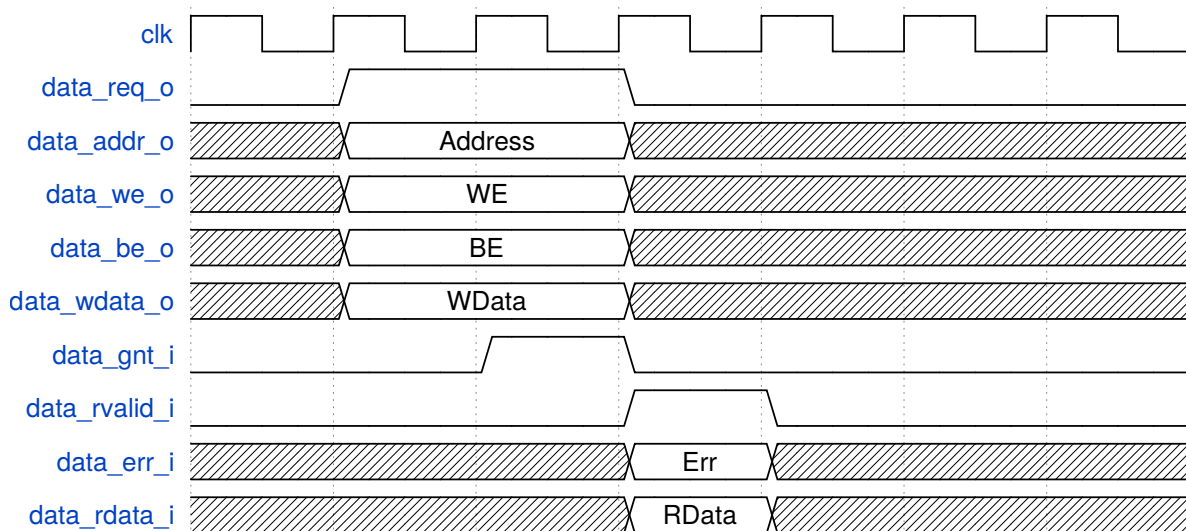 clk
data_req_o
data_addr_o Address
data_we_o WE
data_be_o BE
data_wdata_o WData
data_gnt_i
data_rvalid_i
data_err_i Err
data_rdata_i RData